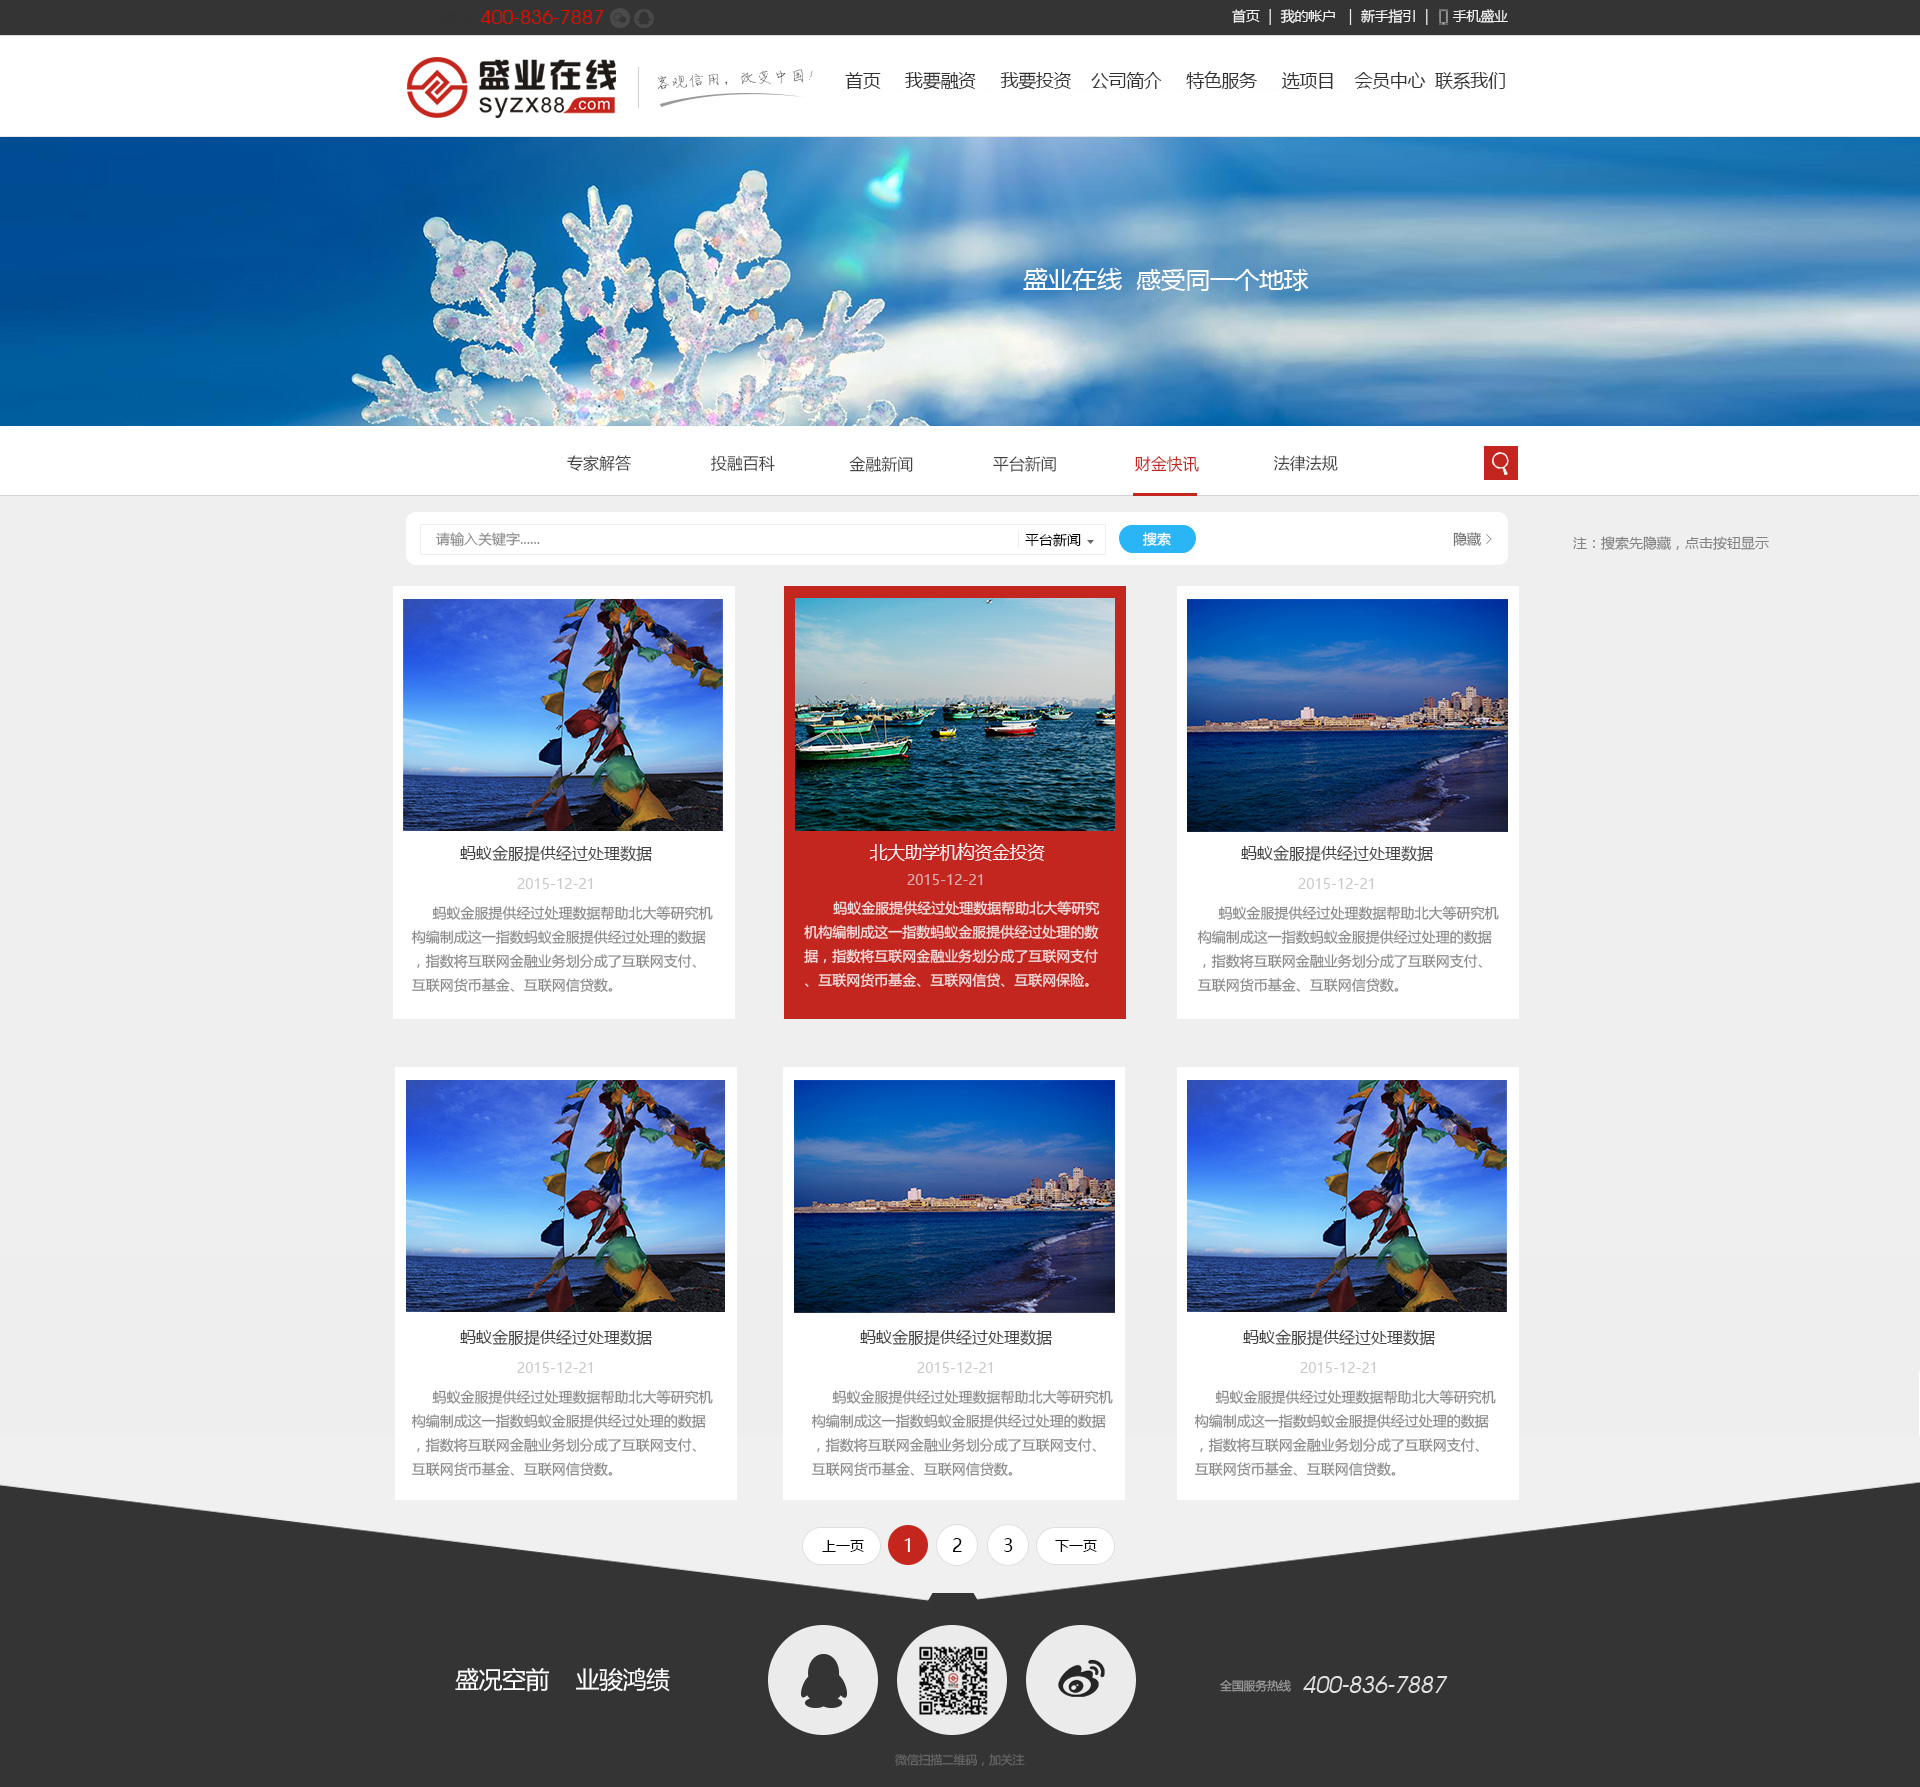 400-836-7887
首页 | 我的帐户 | 新手指引 | 手机盛业
盛业在线
syzx88.com
客观信用，改变中国！
首页 我要融资 我要投资 公司简介 特色服务 选项目 会员中心 联系我们
盛业在线 感受同一个地球
专家解答 投融百科 金融新闻 平台新闻 财金快讯 法律法规
请输入关键字...... 平台新闻 搜索 隐藏
注：搜索先隐藏，点击按钮显示
蚂蚁金服提供经过处理数据
2015-12-21
蚂蚁金服提供经过处理数据帮助北大等研究机
构编制成这一指数蚂蚁金服提供经过处理的数据
，指数将互联网金融业务划分成了互联网支付、
互联网货币基金、互联网信贷数。
北大助学机构资金投资
2015-12-21
蚂蚁金服提供经过处理数据帮助北大等研究
机构编制成这一指数蚂蚁金服提供经过处理的数
据，指数将互联网金融业务划分成了互联网支付
、互联网货币基金、互联网信贷、互联网保险。
蚂蚁金服提供经过处理数据
2015-12-21
蚂蚁金服提供经过处理数据帮助北大等研究机
构编制成这一指数蚂蚁金服提供经过处理的数据
，指数将互联网金融业务划分成了互联网支付、
互联网货币基金、互联网信贷数。
蚂蚁金服提供经过处理数据
2015-12-21
蚂蚁金服提供经过处理数据帮助北大等研究机
构编制成这一指数蚂蚁金服提供经过处理的数据
，指数将互联网金融业务划分成了互联网支付、
互联网货币基金、互联网信贷数。
蚂蚁金服提供经过处理数据
2015-12-21
蚂蚁金服提供经过处理数据帮助北大等研究机
构编制成这一指数蚂蚁金服提供经过处理的数据
，指数将互联网金融业务划分成了互联网支付、
互联网货币基金、互联网信贷数。
蚂蚁金服提供经过处理数据
2015-12-21
蚂蚁金服提供经过处理数据帮助北大等研究机
构编制成这一指数蚂蚁金服提供经过处理的数据
，指数将互联网金融业务划分成了互联网支付、
互联网货币基金、互联网信贷数。
上一页 1 2 3 下一页
盛况空前 业骏鸿绩
全国服务热线 400-836-7887
微信扫描二维码，加关注